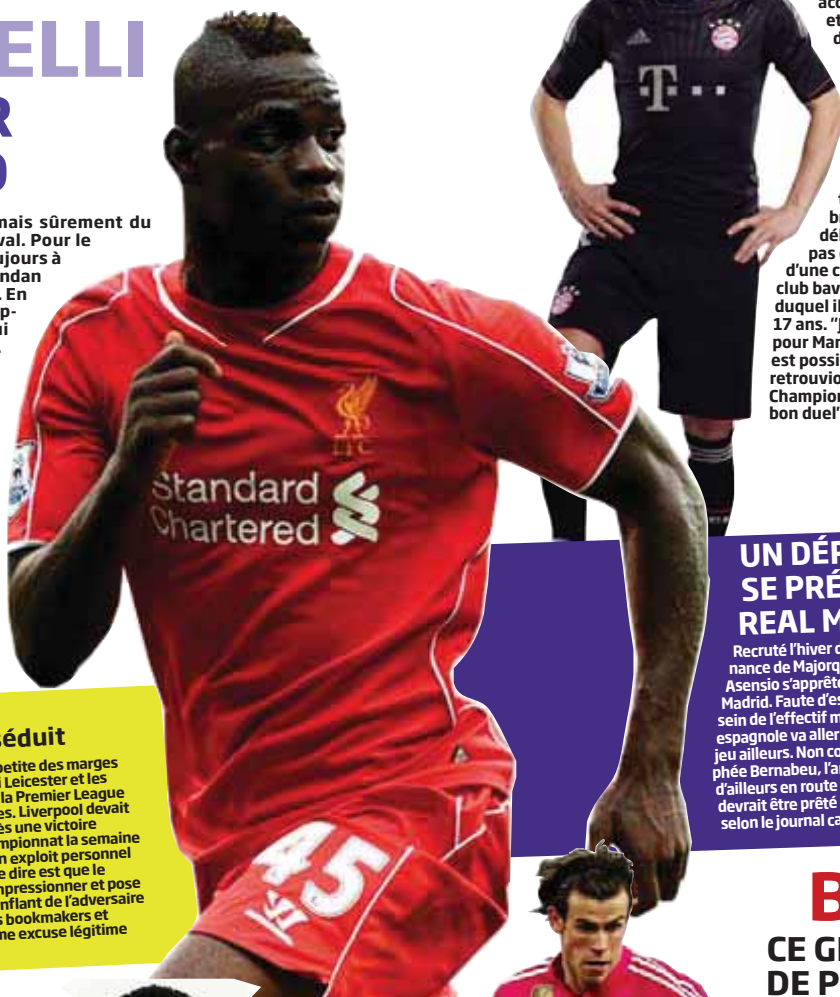 ELLI
R
mais sûrement du
val. Pour le
ujours à
ndan
. En
p-
ui
acc
et
d
T
b
dé
pas
d'une c
club bav
duquel il
17 ans. "J
pour Mar
est possi
retrouvio
Champion
bon duel"
LFC
Standard
Chartered
45
UN DÉP
SE PRÉ
REAL M
Recruté l'hiver d
nance de Majorq
Asensio s'apprête
Madrid. Faute d'es
sein de l'effectif m
espagnole va aller
jeu ailleurs. Non co
phée Bernabeu, l'a
d'ailleurs en route
devrait être prêté
selon le journal ca
séduit
petite des marges
i Leicester et les
la Premier League
es. Liverpool devait
ès une victoire
mpionnat la semaine
n exploit personnel
e dire est que le
mpressionner et pose
nflant de l'adversaire
s bookmakers et
me excuse légitime
B
CE G
DE P